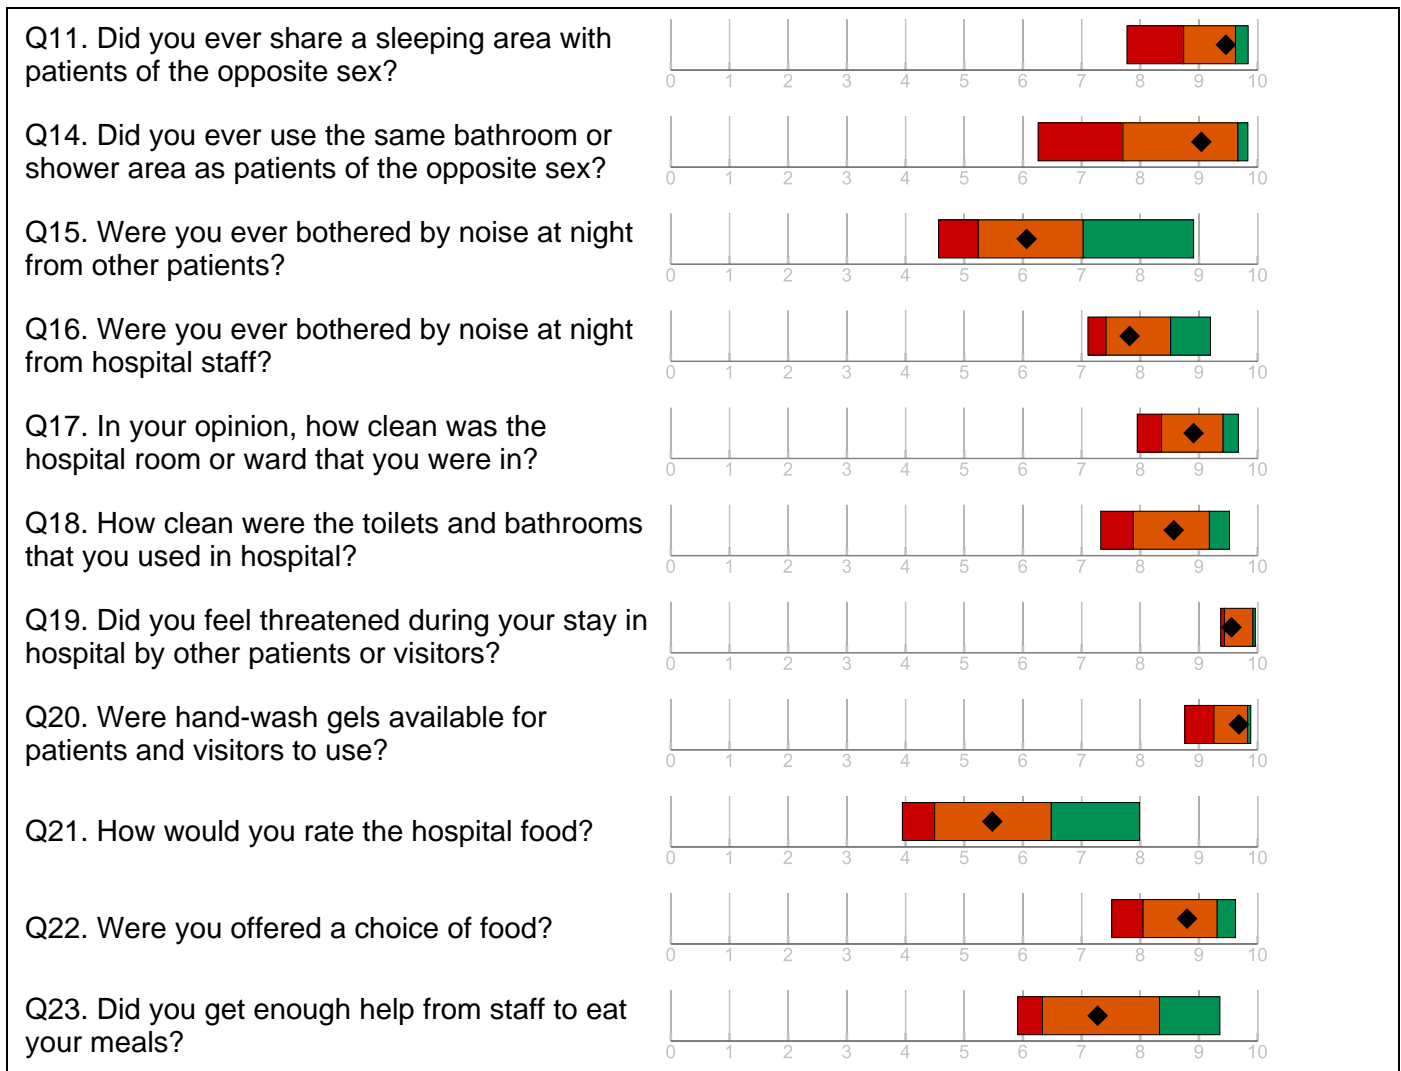 Q11. Did you ever share a sleeping area with
patients of the opposite sex?
0 1 2 3 4 5 6 7 8 9 10
Q14. Did you ever use the same bathroom or
shower area as patients of the opposite sex?
0 1 2 3 4 5 6 7 8 9 10
Q15. Were you ever bothered by noise at night
from other patients?
0 1 2 3 4 5 6 7 8 9 10
Q16. Were you ever bothered by noise at night
from hospital staff?
0 1 2 3 4 5 6 7 8 9 10
Q17. In your opinion, how clean was the
hospital room or ward that you were in?
0 1 2 3 4 5 6 7 8 9 10
Q18. How clean were the toilets and bathrooms
that you used in hospital?
0 1 2 3 4 5 6 7 8 9 10
Q19. Did you feel threatened during your stay in
hospital by other patients or visitors?
0 1 2 3 4 5 6 7 8 9 10
Q20. Were hand-wash gels available for
patients and visitors to use?
0 1 2 3 4 5 6 7 8 9 10
Q21. How would you rate the hospital food?
0 1 2 3 4 5 6 7 8 9 10
Q22. Were you offered a choice of food?
0 1 2 3 4 5 6 7 8 9 10
Q23. Did you get enough help from staff to eat
your meals?
0 1 2 3 4 5 6 7 8 9 10